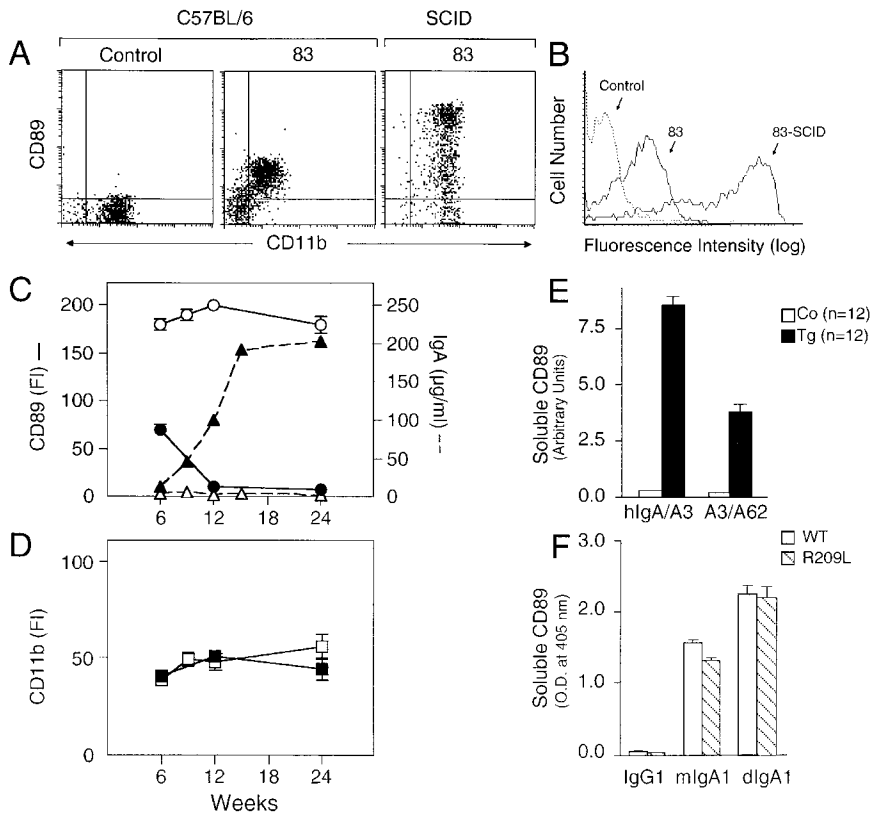 C57BL/6
SCID
A
Control
83
83
CD89
CD11b
B
Control
83
83-SCID
Cell Number
Fluorescence Intensity (log)
C
200
150
100
50
0
CD89 (FI) —
250
200
150
100
50
0
IgA (µg/ml) --
6
12
18
24
D
100
50
0
CD11b (FI)
6
12
18
24
Weeks
E
Co (n=12)
Tg (n=12)
7.5
5.0
2.5
0.0
Soluble CD89
(Arbitrary Units)
hIgA/A3
A3/A62
F
WT
R209L
3.0
2.0
1.0
0.0
Soluble CD89
(O.D. at 405 nm)
IgG1
mIgA1
dIgA1